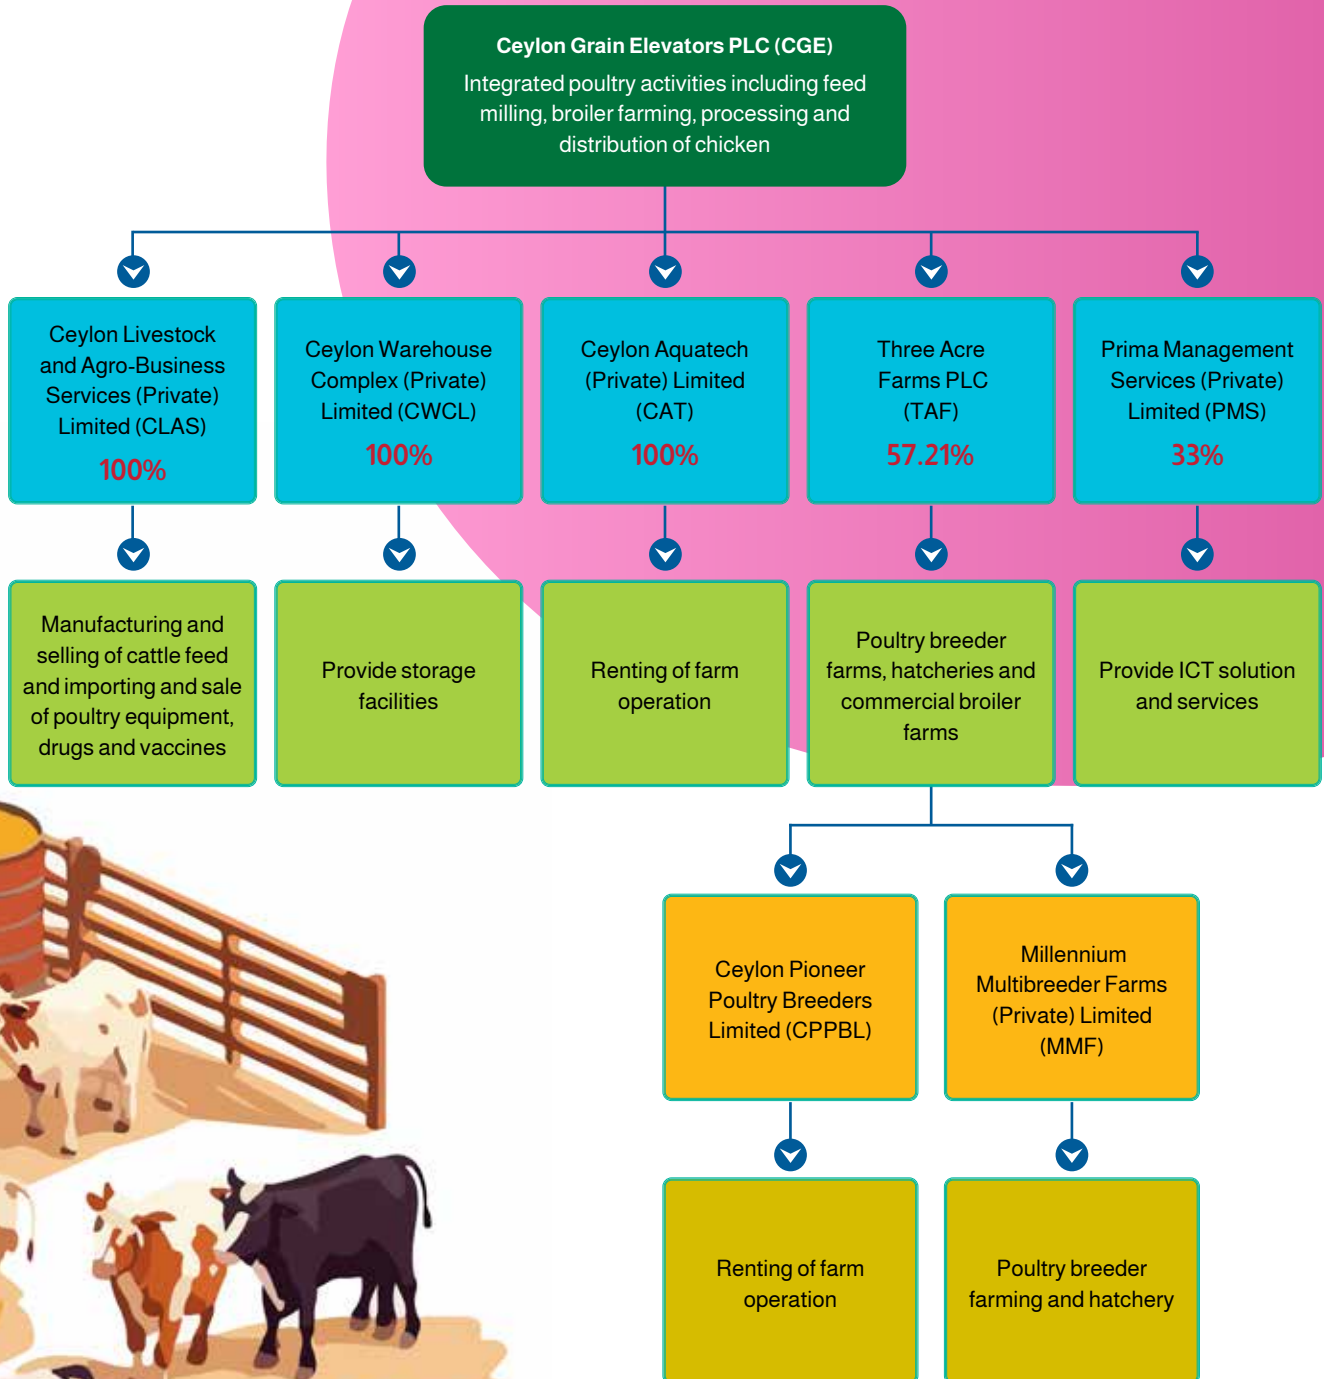 Ceylon Grain Elevators PLC (CGE)
Integrated poultry activities including feed
milling, broiler farming, processing and
distribution of chicken
Ceylon Livestock
and Agro-Business
Services (Private)
Limited (CLAS)
100%
Ceylon Warehouse
Complex (Private)
Limited (CWCL)
100%
Ceylon Aquatech
(Private) Limited
(CAT)
100%
Three Acre
Farms PLC
(TAF)
57.21%
Prima Management
Services (Private)
Limited (PMS)
33%
Manufacturing and
selling of cattle feed
and importing and sale
of poultry equipment,
drugs and vaccines
Provide storage
facilities
Renting of farm
operation
Poultry breeder
farms, hatcheries and
commercial broiler
farms
Provide ICT solution
and services
Ceylon Pioneer
Poultry Breeders
Limited (CPPBL)
Millennium
Multibreeder Farms
(Private) Limited
(MMF)
Renting of farm
operation
Poultry breeder
farming and hatchery